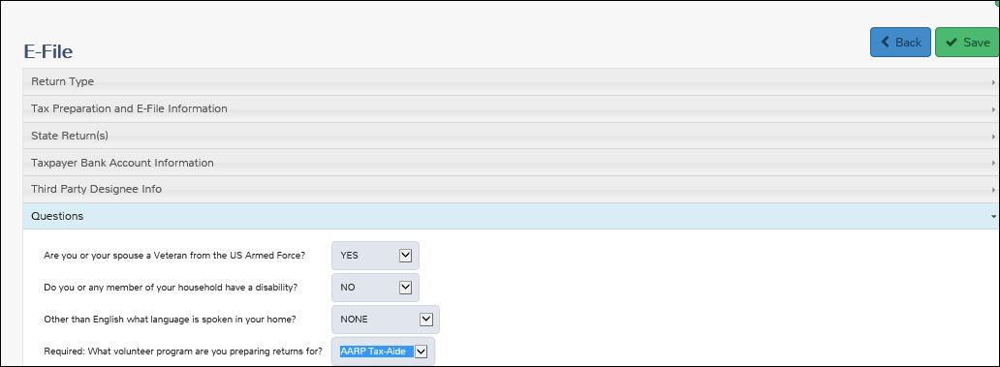 E-File
Back
Save
Return Type
Tax Preparation and E-File Information
State Return(s)
Taxpayer Bank Account Information
Third Party Designee Info
Questions
Are you or your spouse a Veteran from the US Armed Force? YES
Do you or any member of your household have a disability? NO
Other than English what language is spoken in your home? NONE
Required: What volunteer program are you preparing returns for? AARP Tax-Aide